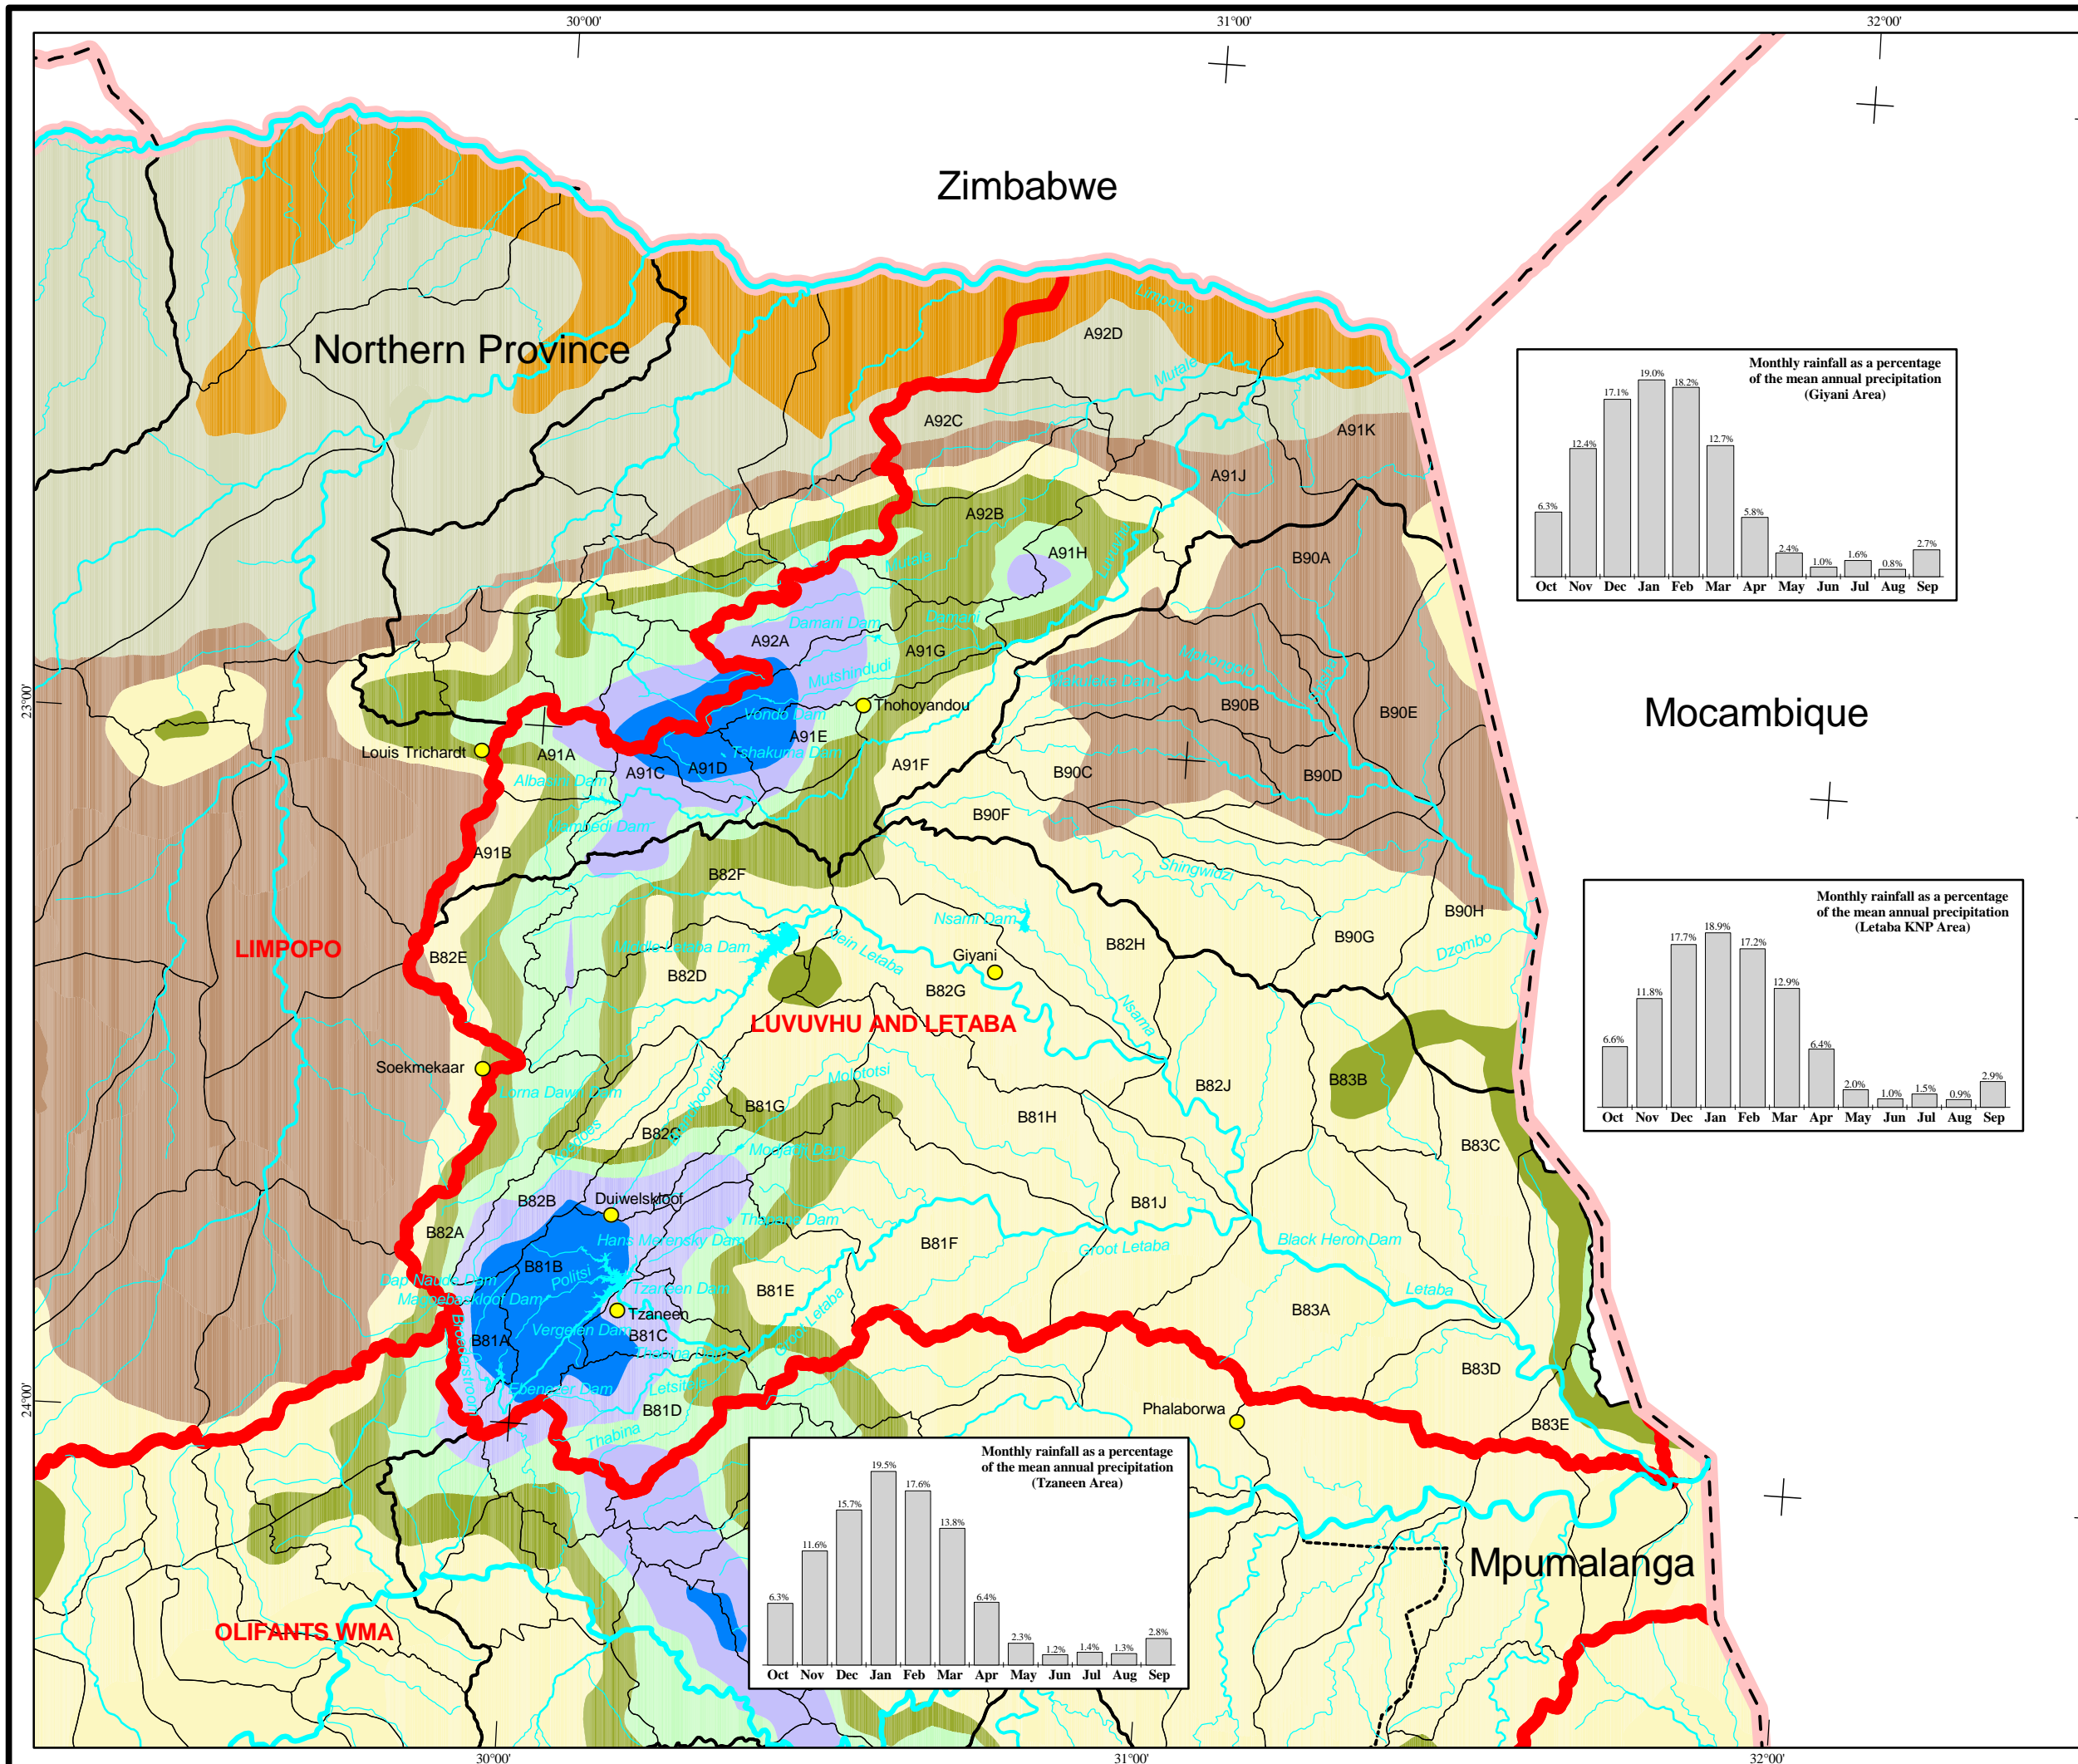 30°00'
31°00'
32°00'
Zimbabwe
Limpopo
A92D
Northern Province
Mutale
A92C
A91K
Monthly rainfall as a percentage
of the mean annual precipitation
(Giyani Area)
6.3%
12.4%
17.1%
19.0%
18.2%
12.7%
5.8%
2.4%
1.0%
1.6%
0.8%
2.7%
Oct Nov Dec Jan Feb Mar Apr May Jun Jul Aug Sep
A91J
A92B
Luvuvhu
A91H
B90A
Mutale
Damani Dam
Damani
A92A
A91G
Mutshindudi
Mphongolo
Makuleke Dam
23°00'
Thohoyandou
B90B
B90E
Mocambique
Vondo Dam
A91E
Louis Trichardt
A91A
Tshakuma Dam
A91C
A91D
A91F
B90C
B90D
Albasini Dam
B90F
Mambedi Dam
A91B
B82F
Shingwidzi
B90H
Nsami Dam
Klein Letaba
LIMPOPO
Middle Letaba Dam
B82H
B90G
Dzombo
B82E
Giyani
B82D
B82G
Monthly rainfall as a percentage
of the mean annual precipitation
(Letaba KNP Area)
6.6%
11.8%
17.7%
18.9%
17.2%
12.9%
6.4%
2.0%
1.0%
1.5%
0.9%
2.9%
Oct Nov Dec Jan Feb Mar Apr May Jun Jul Aug Sep
Nsama
LUVUVHU AND LETABA
Soekmekaar
Molototsi
B82J
B83B
Lorna Dawn Dam
B81G
B81H
B82C
Modjadji Dam
B83C
B82B
Duiwelskloof
B81J
B82A
Thapane Dam
Hans Merensky Dam
B81F
Groot Letaba
Black Heron Dam
B81B
Politsi
Dap Naude Dam
Magoebaskloof Dam
Tzaneen Dam
B81E
Letaba
Tzaneen
B83A
Groot Letaba
Broederstroom
B81A
Vergelen Dam
B81C
Thabina Dam
B83D
24°00'
Ebenezer Dam
Letsitele
B81D
Phalaborwa
B83E
Thabina
Monthly rainfall as a percentage
of the mean annual precipitation
(Tzaneen Area)
6.3%
11.6%
15.7%
19.5%
17.6%
13.8%
6.4%
2.3%
1.2%
1.4%
1.3%
2.8%
Oct Nov Dec Jan Feb Mar Apr May Jun Jul Aug Sep
Mpumalanga
OLIFANTS WMA
30°00'
31°00'
32°00'